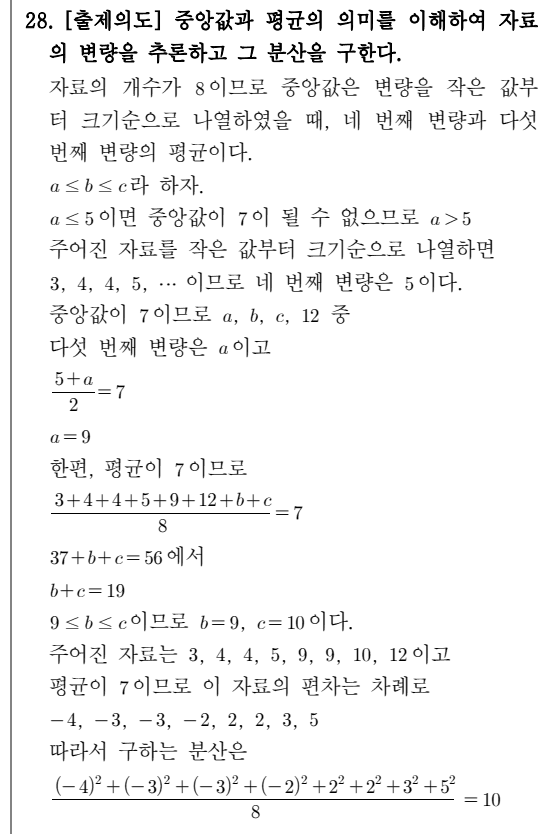 28. [출제의도] 중앙값과 평균의 의미를 이해하여 자료
의 변량을 추론하고 그 분산을 구한다.
자료의 개수가 8이므로 중앙값은 변량을 작은 값부
터 크기순으로 나열하였을 때, 네 번째 변량과 다섯
번째 변량의 평균이다.
a≤b≤c라 하자.
a≤5이면 중앙값이 7이 될 수 없으므로 a>5
주어진 자료를 작은 값부터 크기순으로 나열하면
3, 4, 4, 5, ⋯ 이므로 네 번째 변량은 5이다.
중앙값이 7이므로 a, b, c, 12 중
다섯 번째 변량은 a이고
(5+a)/2=7
a=9
한편, 평균이 7이므로
(3+4+4+5+9+12+b+c)/8=7
37+b+c=56에서
b+c=19
9≤b≤c이므로 b=9, c=10이다.
주어진 자료는 3, 4, 4, 5, 9, 9, 10, 12이고
평균이 7이므로 이 자료의 편차는 차례로
-4, -3, -3, -2, 2, 2, 3, 5
따라서 구하는 분산은
((-4)²+(-3)²+(-3)²+(-2)²+2²+2²+3²+5²)/8=10